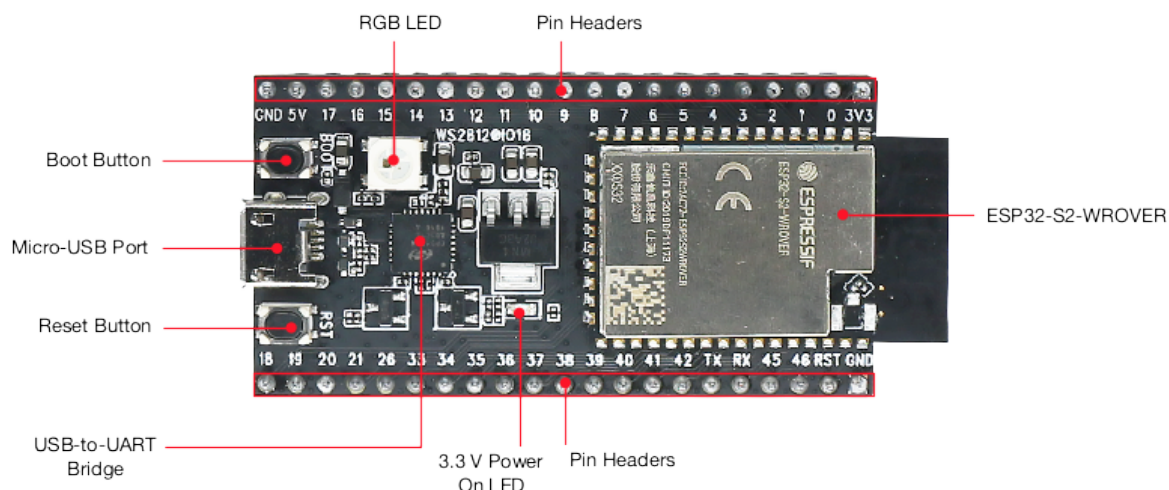 RGB LED
Pin Headers
GND 5V 17 16 15 14 13 12 11 10 9 8 7 6 5 4 3 2 1 0 3V3
Boot Button
BOOT
ESP32-S2-WROVER
Micro-USB Port
ESPRESSIF
ESP32-S2-WROVER
CE
XX0S32
Reset Button
RST
18 19 20 21 26 33 34 35 36 37 38 39 40 41 42 TX RX 45 46 RST GND
USB-to-UART
Bridge
3.3 V Power
On LED
Pin Headers